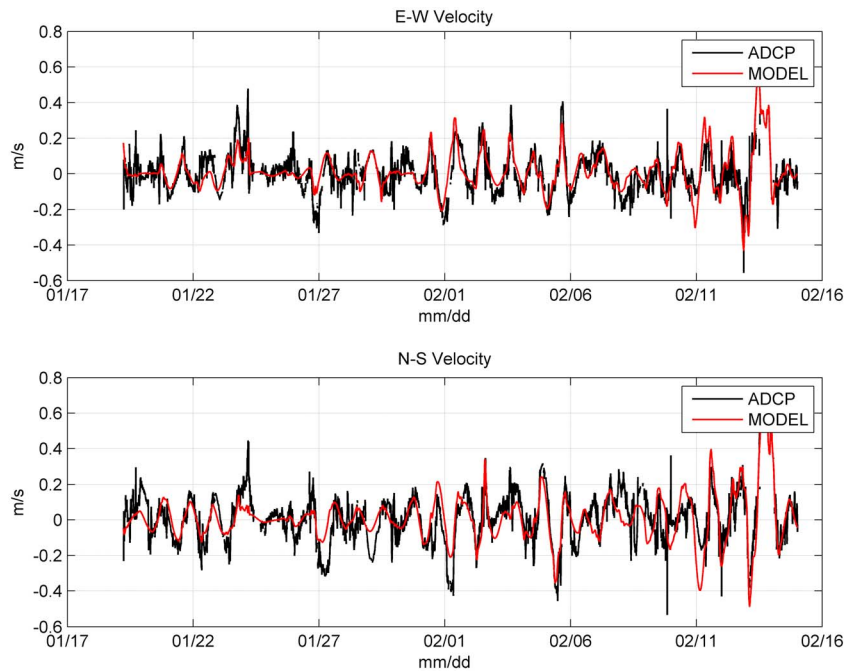 E-W Velocity
0.8
0.6
0.4
0.2
0
-0.2
-0.4
-0.6
m/s
ADCP
MODEL
01/17 01/22 01/27 02/01 02/06 02/11 02/16
mm/dd
N-S Velocity
0.8
0.6
0.4
0.2
0
-0.2
-0.4
-0.6
m/s
ADCP
MODEL
01/17 01/22 01/27 02/01 02/06 02/11 02/16
mm/dd